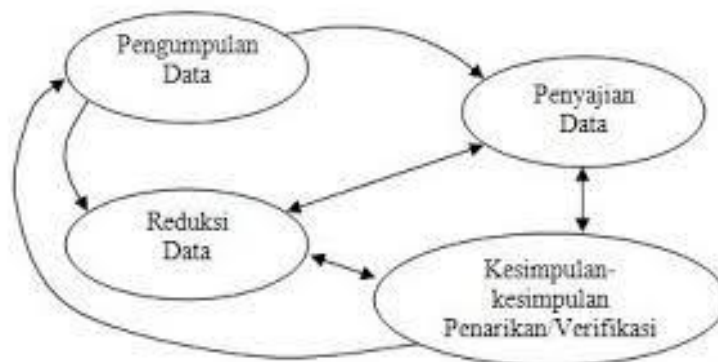 Pengumpulan
Data
Penyajian
Data
Reduksi
Data
Kesimpulan-
kesimpulan
Penarikan/Verifikasi